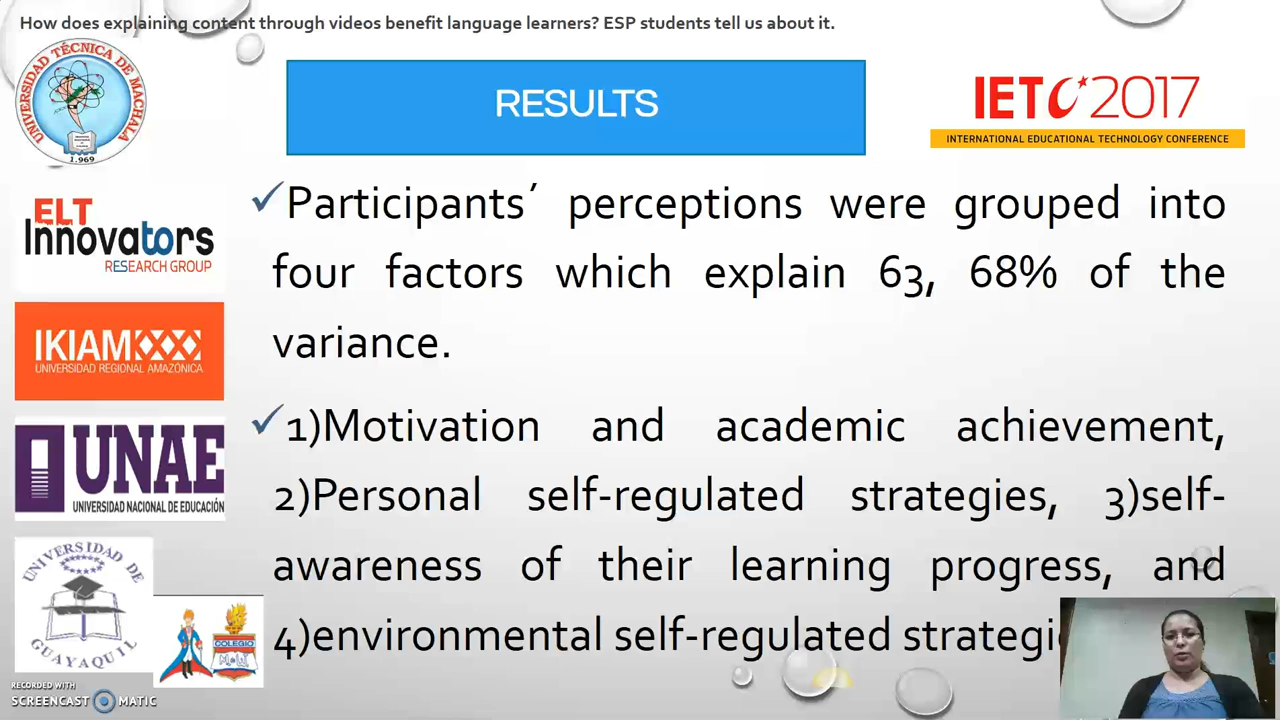 How does explaining content through videos benefit language learners? ESP students tell us about it.
UNIVERSIDAD TÉCNICA DE MACHALA
1.969
RESULTS
IETC 2017
INTERNATIONAL EDUCATIONAL TECHNOLOGY CONFERENCE
ELT
Innovators
RESEARCH GROUP
IKIAM
UNIVERSIDAD REGIONAL AMAZÓNICA
UNAE
UNIVERSIDAD NACIONAL DE EDUCACIÓN
UNIVERSIDAD DE
GUAYAQUIL
COLEGIO
Participants´ perceptions were grouped into
four factors which explain 63, 68% of the
variance.
1)Motivation and academic achievement,
2)Personal self-regulated strategies, 3)self-
awareness of their learning progress, and
4)environmental self-regulated
RECORDED WITH
SCREENCAST MATIC